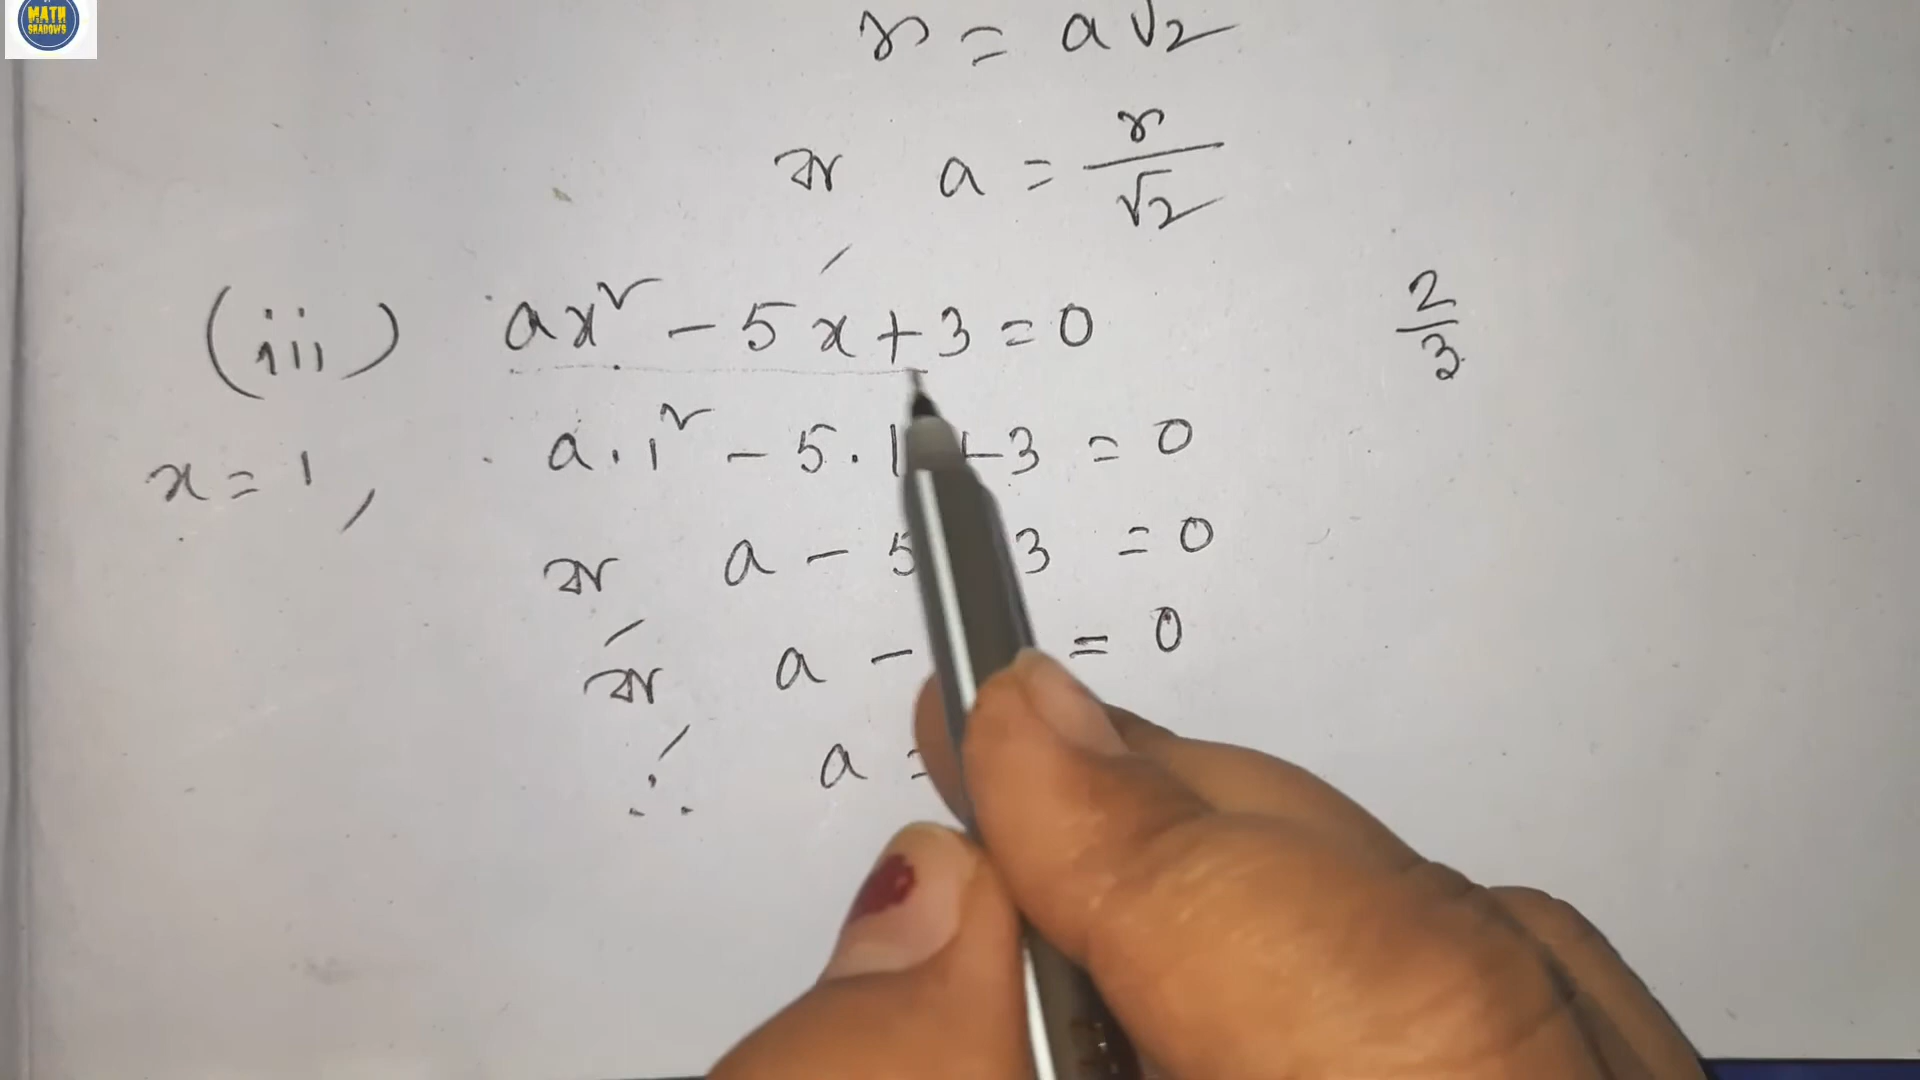 MATH
SHADOWS
r = a√2
বা a = r/√2
(iii) ax² - 5x + 3 = 0
2/3
x = 1, a·1² - 5·1 + 3 = 0
বা a - 5 3 = 0
বা a - = 0
∴ a =